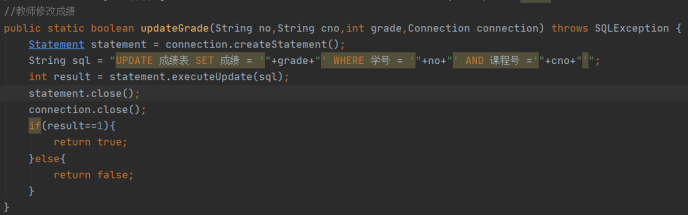 //教师修改成绩
public static boolean updateGrade(String no,String cno,int grade,Connection connection) throws SQLException {
Statement statement = connection.createStatement();
String sql = "UPDATE 成绩表 SET 成绩 = '"+grade+"' WHERE 学号 = '"+no+"' AND 课程号 ='"+cno+"'";
int result = statement.executeUpdate(sql);
statement.close();
connection.close();
if(result==1){
return true;
}else{
return false;
}
}